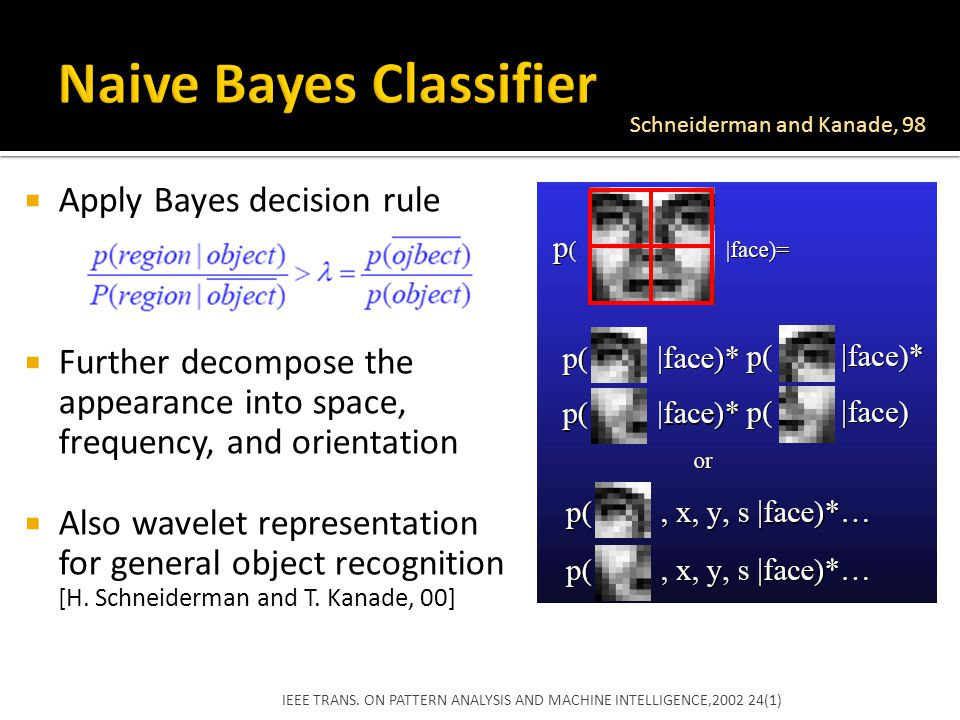 Naive Bayes Classifier
Schneiderman and Kanade, 98
Apply Bayes decision rule
p(region | object) / P(region | object̅) > λ = p(o̅j̅b̅e̅c̅t̅) / p(object)
Further decompose the
appearance into space,
frequency, and orientation
Also wavelet representation
for general object recognition
[H. Schneiderman and T. Kanade, 00]
p( |face)=
p( |face)* p( |face)*
p( |face)* p( |face)
or
p( , x, y, s |face)*…
p( , x, y, s |face)*…
IEEE TRANS. ON PATTERN ANALYSIS AND MACHINE INTELLIGENCE,2002 24(1)